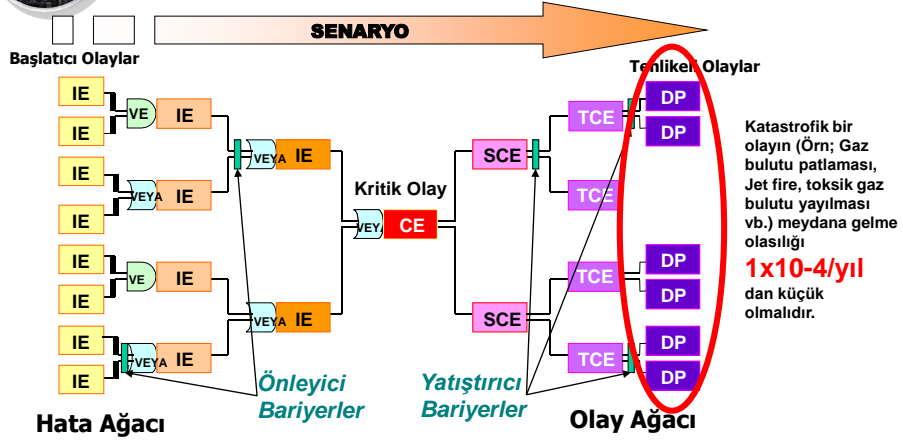 SENARYO
Başlatıcı Olaylar
Tehlikeli Olaylar
IE
IE
VE
IE
IE
IE
VEYA
IE
VEYA
IE
IE
IE
VE
IE
IE
IE
VEYA
IE
VEYA
IE
Kritik Olay
VEYA
CE
SCE
SCE
TCE
TCE
TCE
TCE
DP
DP
DP
DP
DP
DP
Katastrofik bir
olayın (Örn; Gaz
bulutu patlaması,
Jet fire, toksik gaz
bulutu yayılması
vb.) meydana gelme
olasılığı
1x10-4/yıl
dan küçük
olmalıdır.
Önleyici
Bariyerler
Yatıştırıcı
Bariyerler
Hata Ağacı
Olay Ağacı